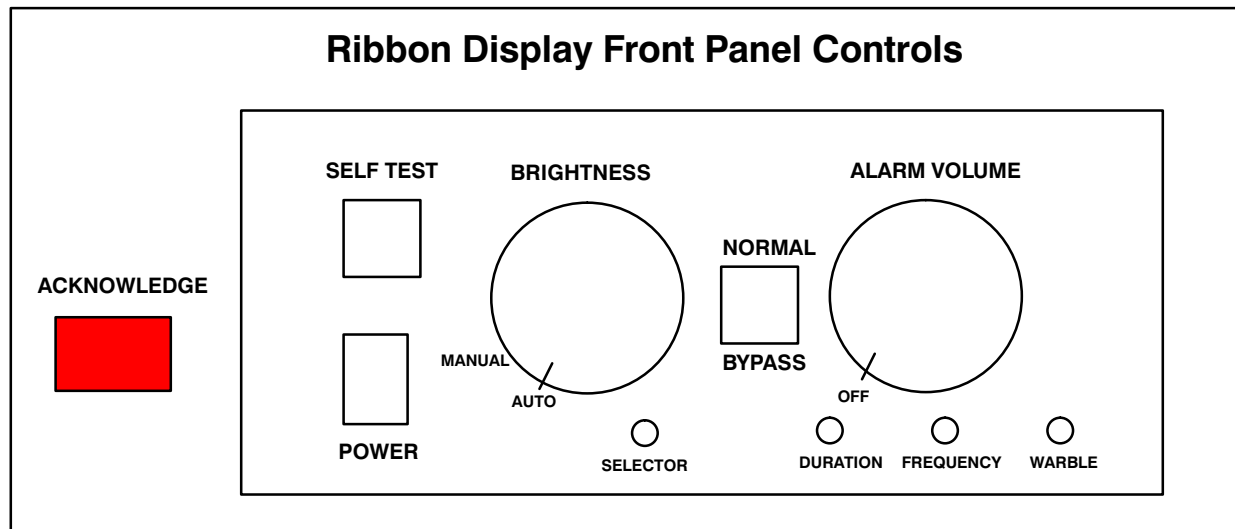 Ribbon Display Front Panel Controls
SELF TEST
BRIGHTNESS
ALARM VOLUME
NORMAL
ACKNOWLEDGE
MANUAL
BYPASS
AUTO
OFF
POWER
SELECTOR
DURATION
FREQUENCY
WARBLE